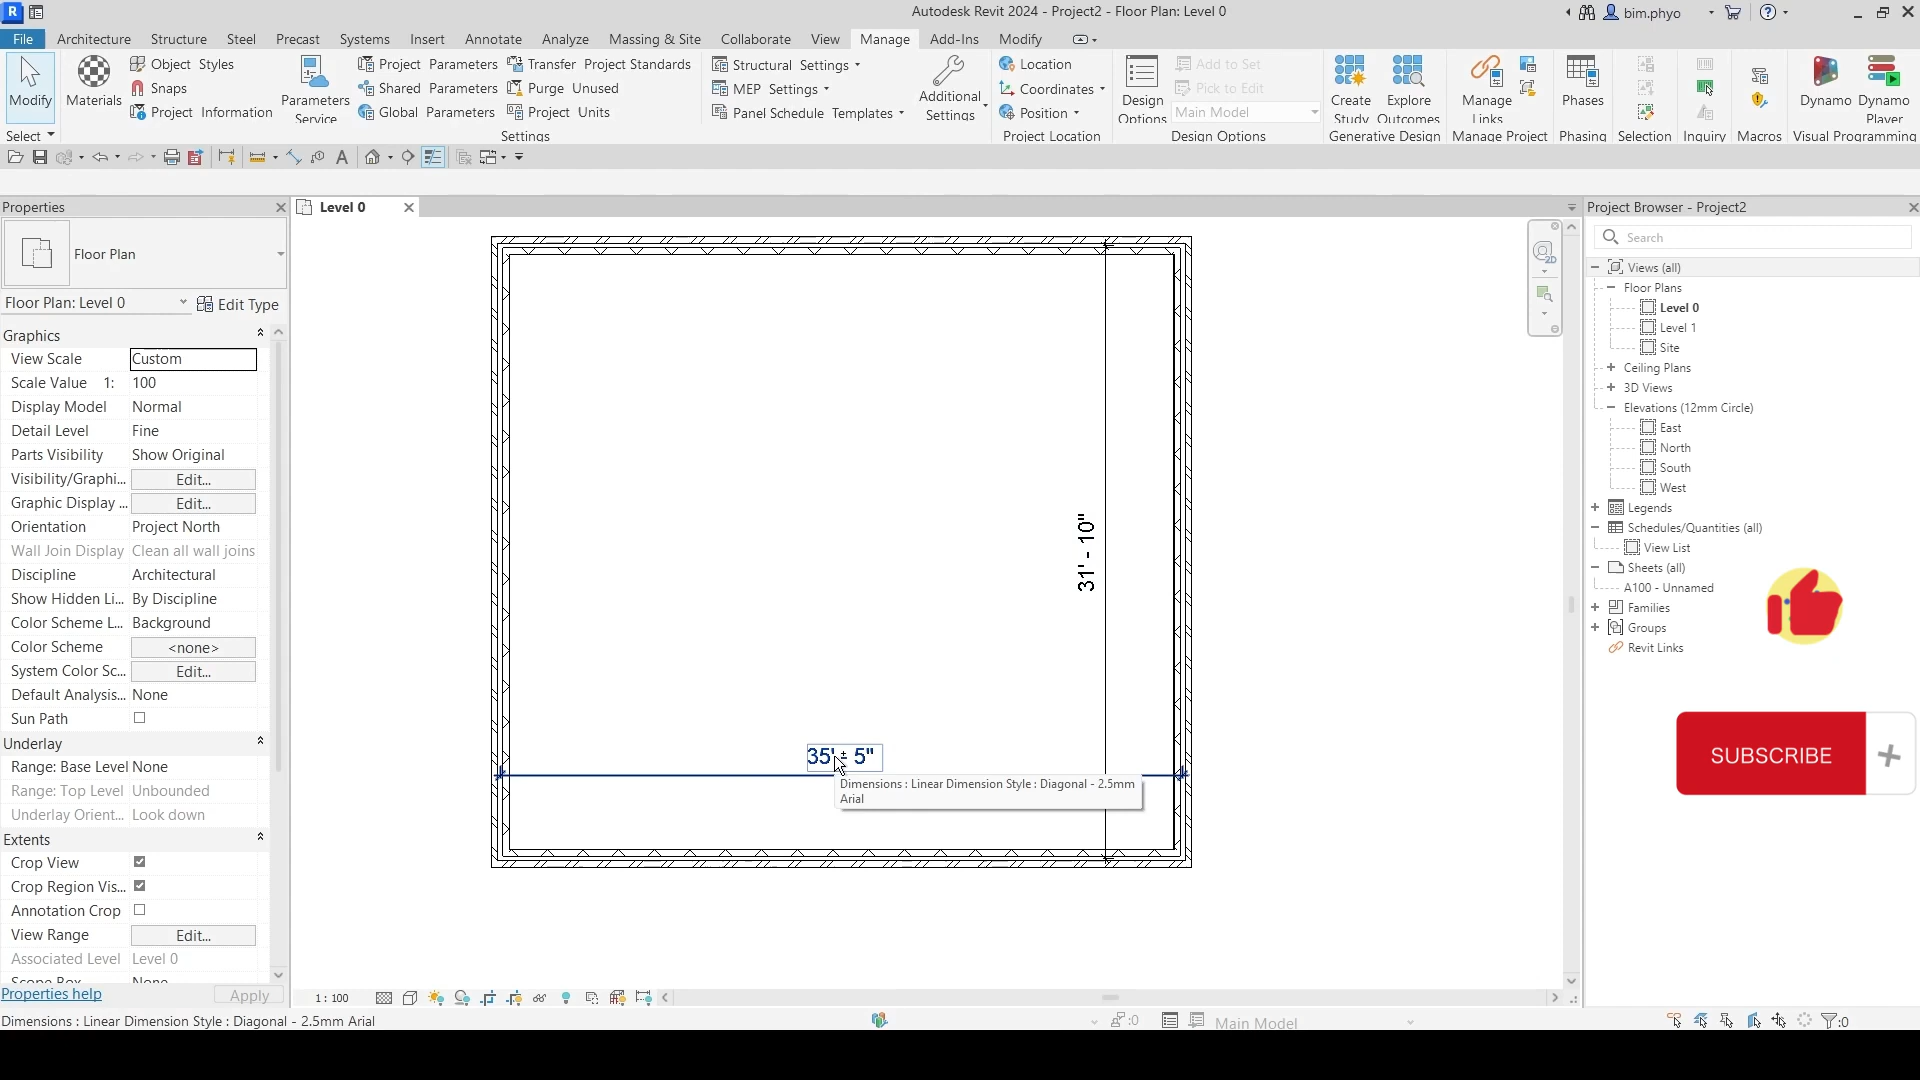 Autodesk Revit 2024 - Project2 - Floor Plan: Level 0
bim.phyo
File Architecture Structure Steel Precast Systems Insert Annotate Analyze Massing & Site Collaborate View Manage Add-Ins Modify
Modify
Materials
Object Styles
Snaps
Project Information
Parameters
Service
Project Parameters
Shared Parameters
Global Parameters
Transfer Project Standards
Purge Unused
Project Units
Structural Settings
MEP Settings
Panel Schedule Templates
Additional
Settings
Location
Coordinates
Position
Design
Options
Add to Set
Pick to Edit
Main Model
Create
Study
Explore
Outcomes
Manage
Links
Phases
Dynamo
Dynamo
Player
Select
Settings
Project Location
Design Options
Generative Design
Manage Project
Phasing
Selection
Inquiry
Macros
Visual Programming
Properties
Floor Plan
Floor Plan: Level 0
Edit Type
Graphics
View Scale Custom
Scale Value 1: 100
Display Model Normal
Detail Level Fine
Parts Visibility Show Original
Visibility/Graphi... Edit...
Graphic Display ... Edit...
Orientation Project North
Wall Join Display Clean all wall joins
Discipline Architectural
Show Hidden Li... By Discipline
Color Scheme L... Background
Color Scheme <none>
System Color Sc... Edit...
Default Analysis... None
Sun Path
Underlay
Range: Base Level None
Range: Top Level Unbounded
Underlay Orient... Look down
Extents
Crop View
Crop Region Vis...
Annotation Crop
View Range Edit...
Associated Level Level 0
Scope Box None
Properties help
Apply
Level 0
31' - 10"
35' - 5"
Dimensions : Linear Dimension Style : Diagonal - 2.5mm
Arial
2D
1 : 100
Project Browser - Project2
Search
Views (all)
Floor Plans
Level 0
Level 1
Site
Ceiling Plans
3D Views
Elevations (12mm Circle)
East
North
South
West
Legends
Schedules/Quantities (all)
View List
Sheets (all)
A100 - Unnamed
Families
Groups
Revit Links
SUBSCRIBE
Dimensions : Linear Dimension Style : Diagonal - 2.5mm Arial
:0
Main Model
:0